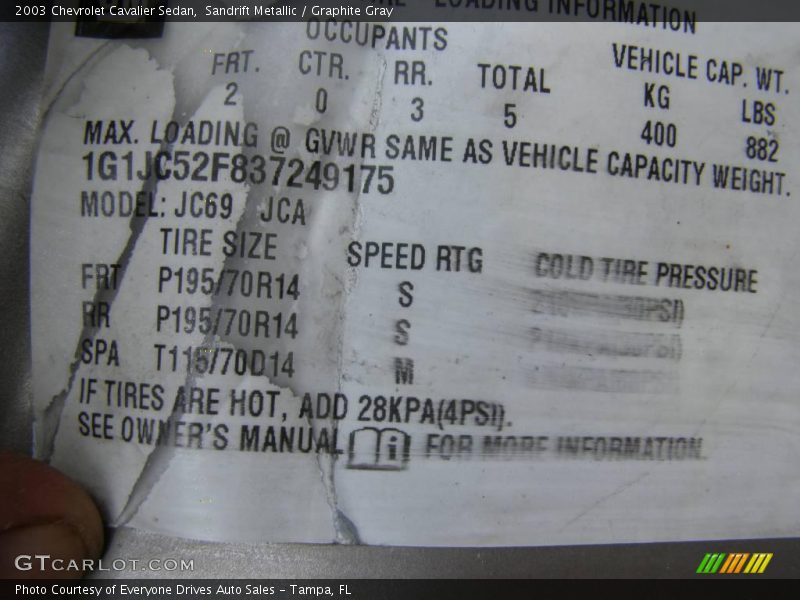 2003 Chevrolet Cavalier Sedan,  Sandrift Metallic / Graphite Gray
LOADING INFORMATION
OCCUPANTS VEHICLE CAP. WT.
FRT. CTR. RR. TOTAL KG LBS
2 0 3 5 400 882
MAX. LOADING @ GVWR SAME AS VEHICLE CAPACITY WEIGHT.
1G1JC52F837249175
MODEL: JC69 JCA
TIRE SIZE SPEED RTG COLD TIRE PRESSURE
FRT P195/70R14 S
RR P195/70R14 S
SPA T115/70D14 M
IF TIRES ARE HOT, ADD 28KPA(4PSI).
SEE OWNER'S MANUAL FOR MORE INFORMATION.
GTCARLOT.COM
Photo Courtesy of Everyone Drives Auto Sales – Tampa, FL